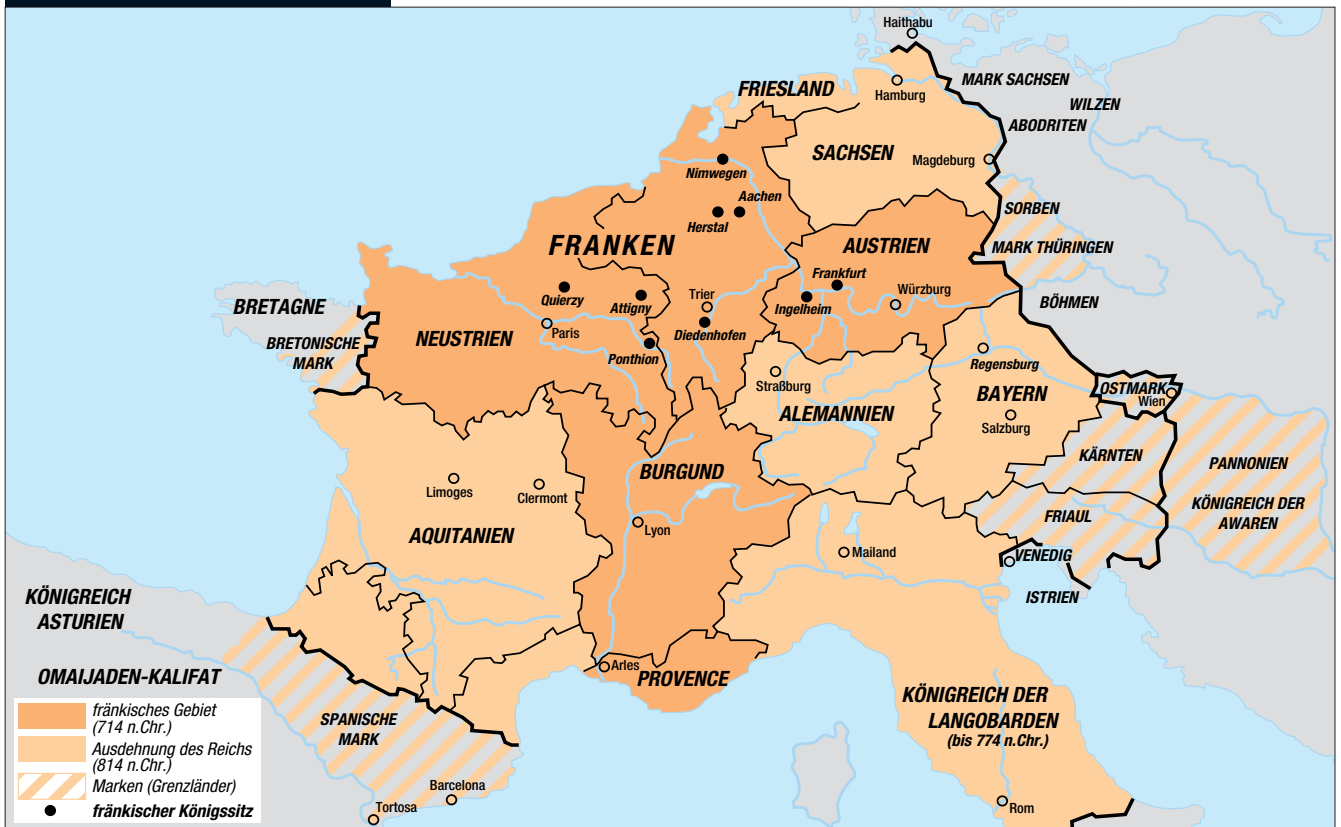 Haithabu
MARK SACHSEN
FRIESLAND
Hamburg
WILZEN
ABODRITEN
SACHSEN
Magdeburg
Nimwegen
Aachen
Herstal
SORBEN
FRANKEN
AUSTRIEN
MARK THÜRINGEN
Frankfurt
Quierzy
Attigny
Trier
Ingelheim
Würzburg
BÖHMEN
BRETAGNE
Paris
Diedenhofen
NEUSTRIEN
BRETONISCHE
MARK
Ponthion
Straßburg
Regensburg
OSTMARK
Wien
ALEMANNIEN
BAYERN
Salzburg
KÄRNTEN
PANNONIEN
BURGUND
Limoges
Clermont
KÖNIGREICH DER
AWAREN
FRIAUL
Lyon
AQUITANIEN
Mailand
VENEDIG
ISTRIEN
KÖNIGREICH
ASTURIEN
Arles
PROVENCE
OMAIJADEN-KALIFAT
KÖNIGREICH DER
LANGOBARDEN
(bis 774 n.Chr.)
SPANISCHE
MARK
Barcelona
Tortosa
Rom
fränkisches Gebiet
(714 n.Chr.)
Ausdehnung des Reichs
(814 n.Chr.)
Marken (Grenzländer)
fränkischer Königssitz